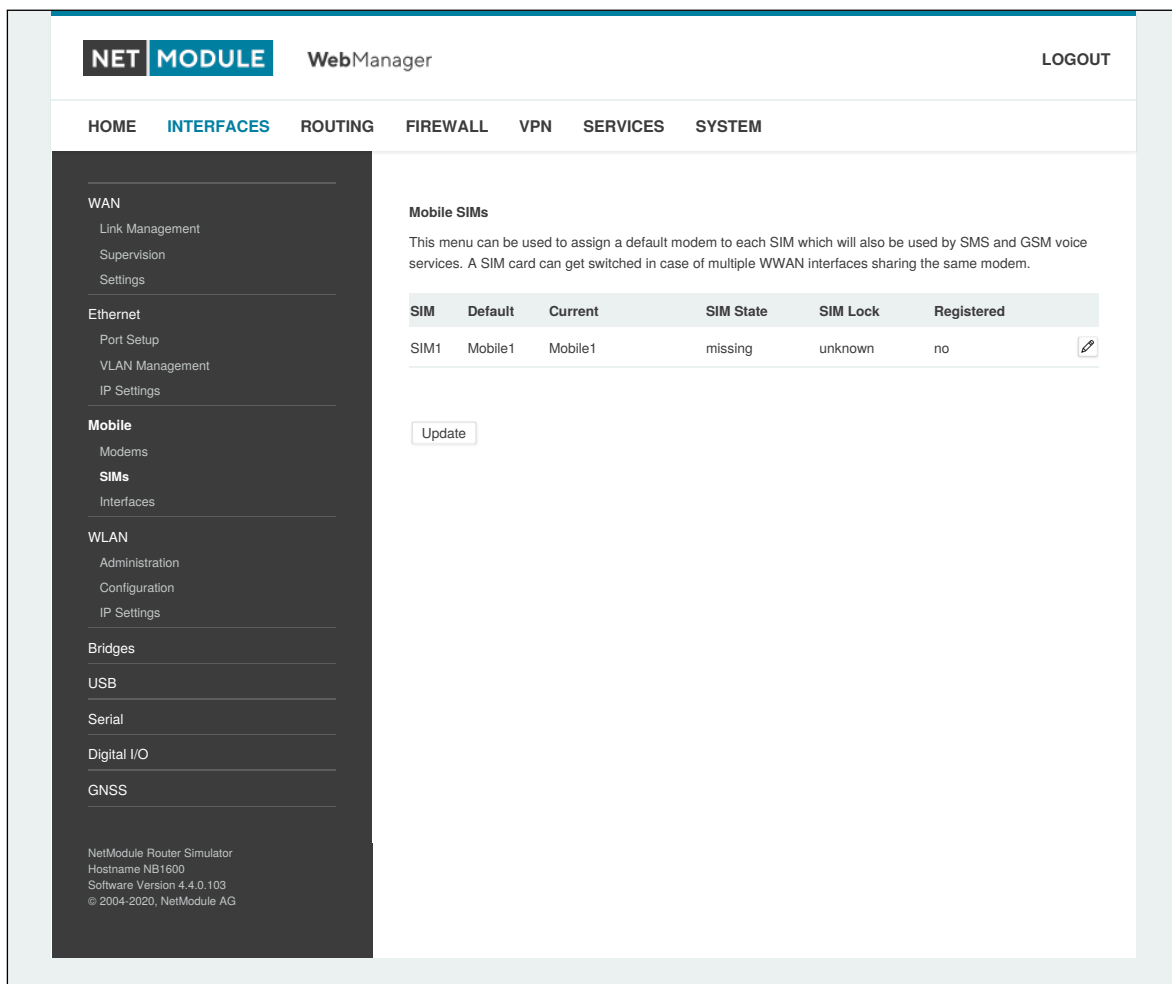 NET MODULE WebManager LOGOUT
HOME INTERFACES ROUTING FIREWALL VPN SERVICES SYSTEM
WAN
Link Management
Supervision
Settings
Ethernet
Port Setup
VLAN Management
IP Settings
Mobile
Modems
SIMs
Interfaces
WLAN
Administration
Configuration
IP Settings
Bridges
USB
Serial
Digital I/O
GNSS
NetModule Router Simulator
Hostname NB1600
Software Version 4.4.0.103
© 2004-2020, NetModule AG
Mobile SIMs
This menu can be used to assign a default modem to each SIM which will also be used by SMS and GSM voice
services. A SIM card can get switched in case of multiple WWAN interfaces sharing the same modem.
SIM Default Current SIM State SIM Lock Registered
SIM1 Mobile1 Mobile1 missing unknown no
Update